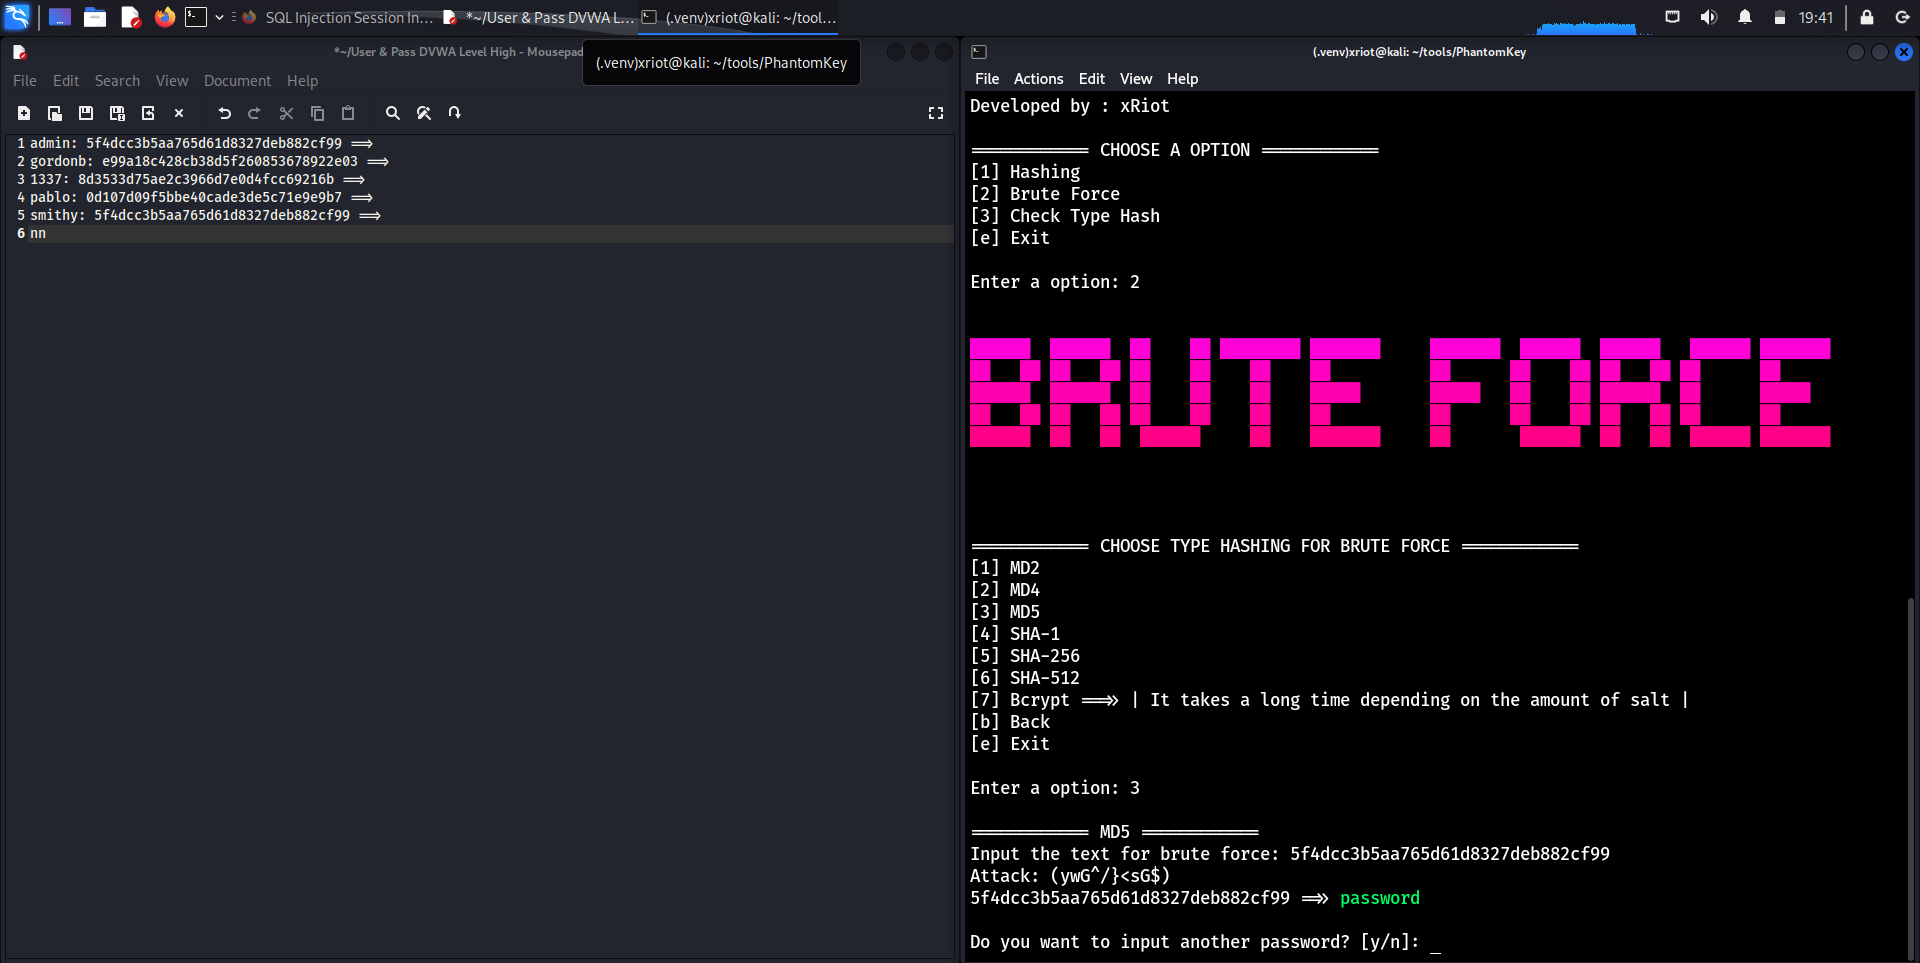 SQL Injection Session In...
*~/User & Pass DVWA L...
(.venv)xriot@kali: ~/tool...
19:41
*~/User & Pass DVWA Level High - Mousepad
(.venv)xriot@kali: ~/tools/PhantomKey
File Edit Search View Document Help
1 admin: 5f4dcc3b5aa765d61d8327deb882cf99 ==>
2 gordonb: e99a18c428cb38d5f260853678922e03 ==>
3 1337: 8d3533d75ae2c3966d7e0d4fcc69216b ==>
4 pablo: 0d107d09f5bbe40cade3de5c71e9e9b7 ==>
5 smithy: 5f4dcc3b5aa765d61d8327deb882cf99 ==>
6 nn
(.venv)xriot@kali: ~/tools/PhantomKey
File Actions Edit View Help
Developed by : xRiot
============ CHOOSE A OPTION ============
[1] Hashing
[2] Brute Force
[3] Check Type Hash
[e] Exit
Enter a option: 2
BRUTE FORCE
============ CHOOSE TYPE HASHING FOR BRUTE FORCE ============
[1] MD2
[2] MD4
[3] MD5
[4] SHA-1
[5] SHA-256
[6] SHA-512
[7] Bcrypt ===>> | It takes a long time depending on the amount of salt |
[b] Back
[e] Exit
Enter a option: 3
============ MD5 ============
Input the text for brute force: 5f4dcc3b5aa765d61d8327deb882cf99
Attack: (ywG^/}<sG$)
5f4dcc3b5aa765d61d8327deb882cf99 ==>> password
Do you want to input another password? [y/n]: _